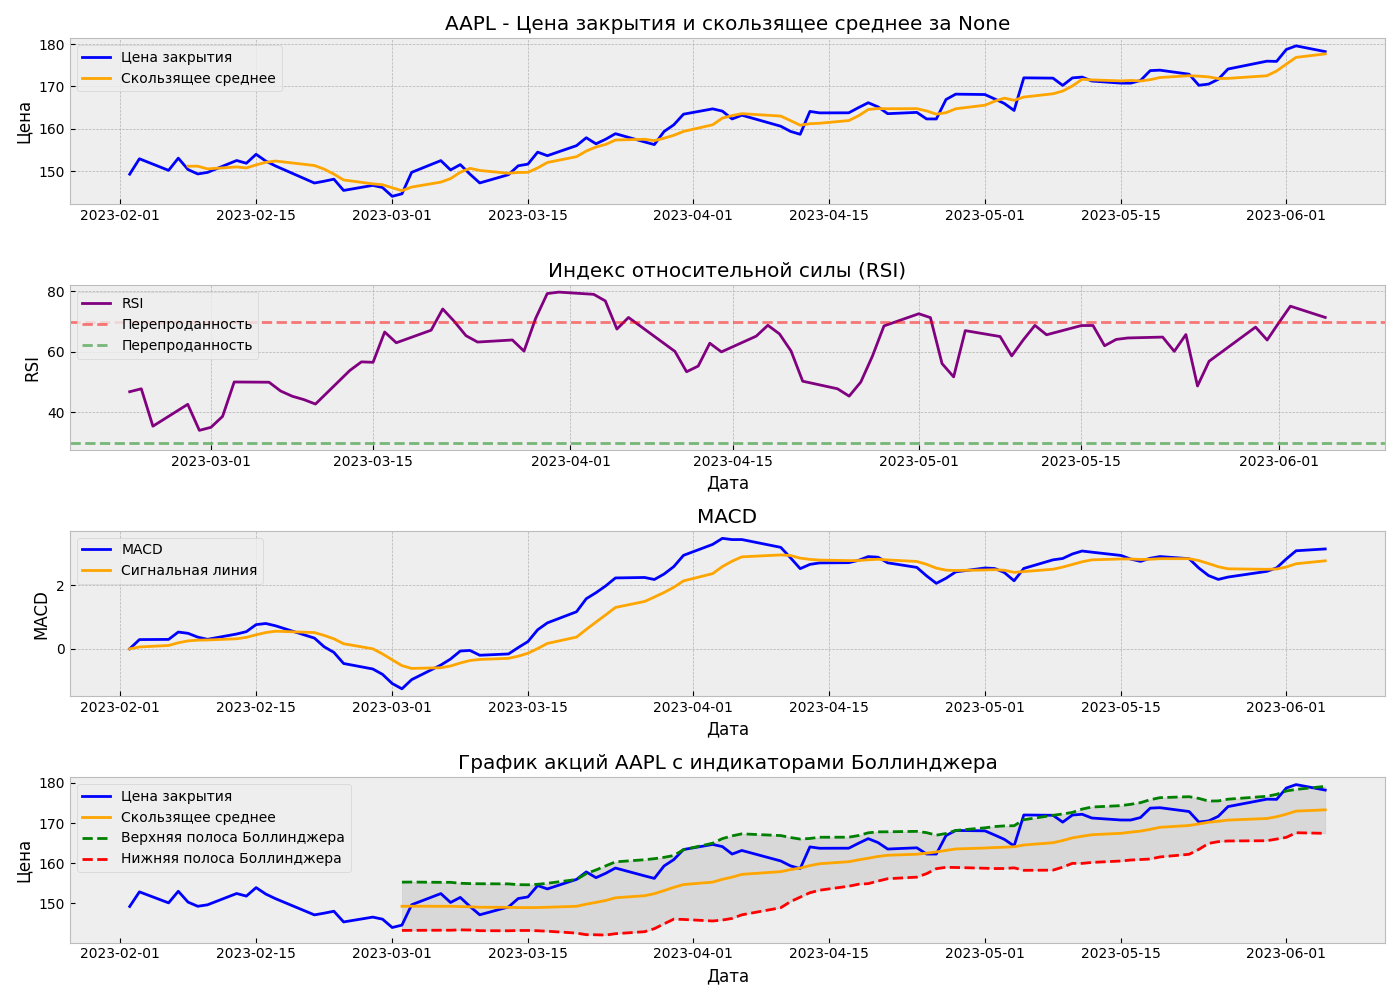 AAPL - Цена закрытия и скользящее среднее за None
180
170
160
150
Цена
Цена закрытия
Скользящее среднее
2023-02-01 2023-02-15 2023-03-01 2023-03-15 2023-04-01 2023-04-15 2023-05-01 2023-05-15 2023-06-01
Индекс относительной силы (RSI)
80
60
40
RSI
RSI
Перепроданность
Перепроданность
2023-03-01 2023-03-15 2023-04-01 2023-04-15 2023-05-01 2023-05-15 2023-06-01
Дата
MACD
2
0
MACD
MACD
Сигнальная линия
2023-02-01 2023-02-15 2023-03-01 2023-03-15 2023-04-01 2023-04-15 2023-05-01 2023-05-15 2023-06-01
Дата
График акций AAPL с индикаторами Боллинджера
180
170
160
150
Цена
Цена закрытия
Скользящее среднее
Верхняя полоса Боллинджера
Нижняя полоса Боллинджера
2023-02-01 2023-02-15 2023-03-01 2023-03-15 2023-04-01 2023-04-15 2023-05-01 2023-05-15 2023-06-01
Дата